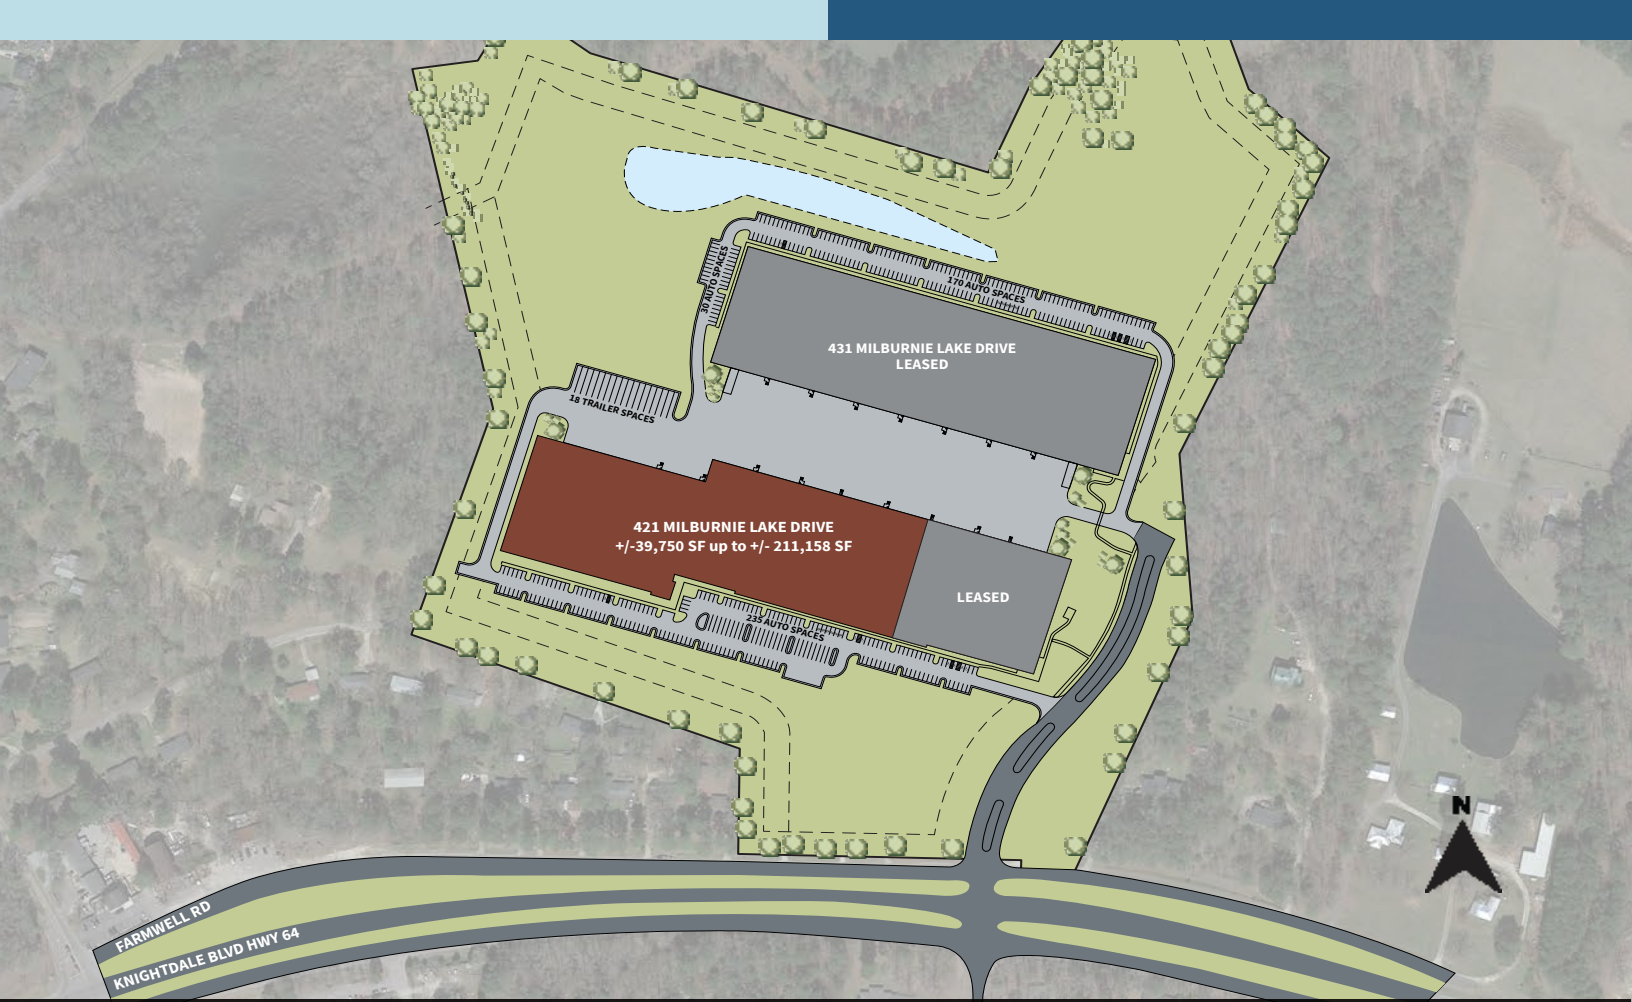 30 AUTO SPACES
170 AUTO SPACES
431 MILBURNIE LAKE DRIVE
LEASED
18 TRAILER SPACES
421 MILBURNIE LAKE DRIVE
+/-39,750 SF up to +/- 211,158 SF
LEASED
235 AUTO SPACES
N
FARMWELL RD
KNIGHTDALE BLVD HWY 64